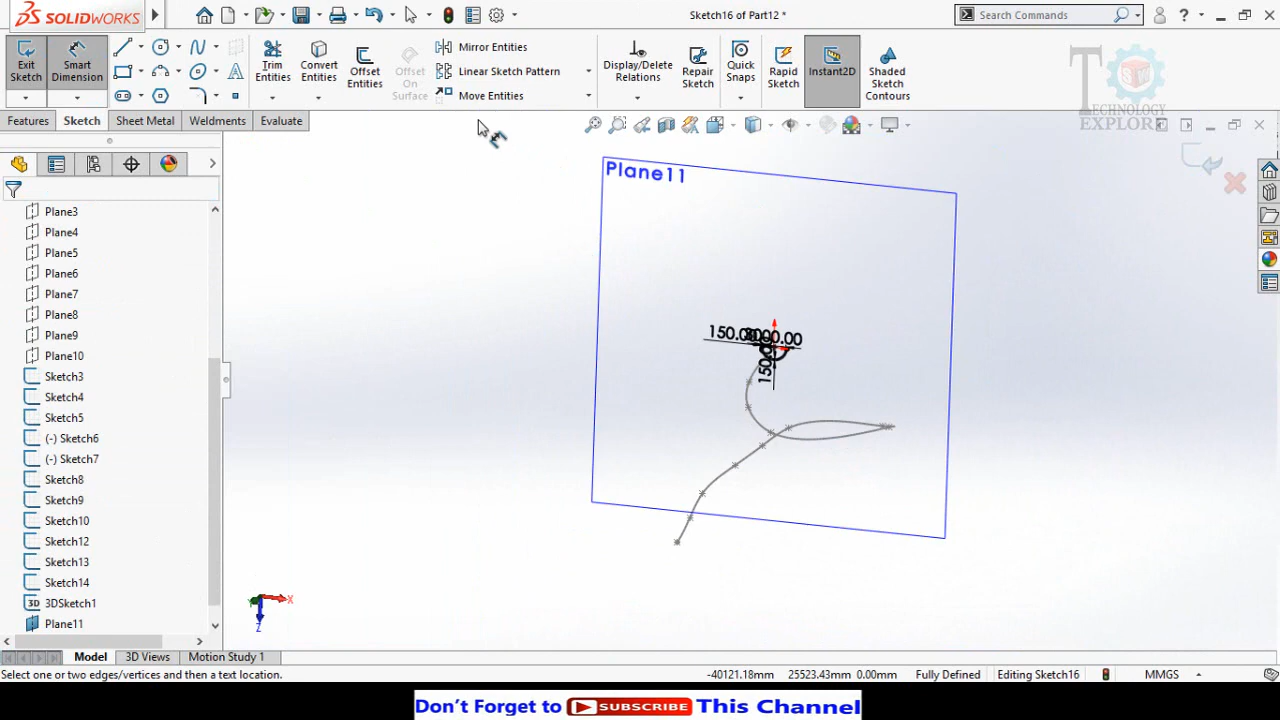 SOLIDWORKS
Sketch16 of Part12 *
Search Commands
?
Exit Sketch
Smart Dimension
Trim Entities
Convert Entities
Offset Entities
Offset On Surface
Mirror Entities
Linear Sketch Pattern
Move Entities
Display/Delete Relations
Repair Sketch
Quick Snaps
Rapid Sketch
Instant2D
Shaded Sketch Contours
TECHNOLOGY
EXPLORE
Features
Sketch
Sheet Metal
Weldments
Evaluate
Plane11
Plane3
Plane4
Plane5
Plane6
Plane7
Plane8
Plane9
Plane10
Sketch3
Sketch4
Sketch5
(-) Sketch6
(-) Sketch7
Sketch8
Sketch9
Sketch10
Sketch12
Sketch13
Sketch14
3D 3DSketch1
Plane11
X
Z
Model
3D Views
Motion Study 1
Select one or two edges/vertices and then a text location.
-40121.18mm 25523.43mm 0.00mm Fully Defined Editing Sketch16 MMGS
Don't Forget to SUBSCRIBE This Channel